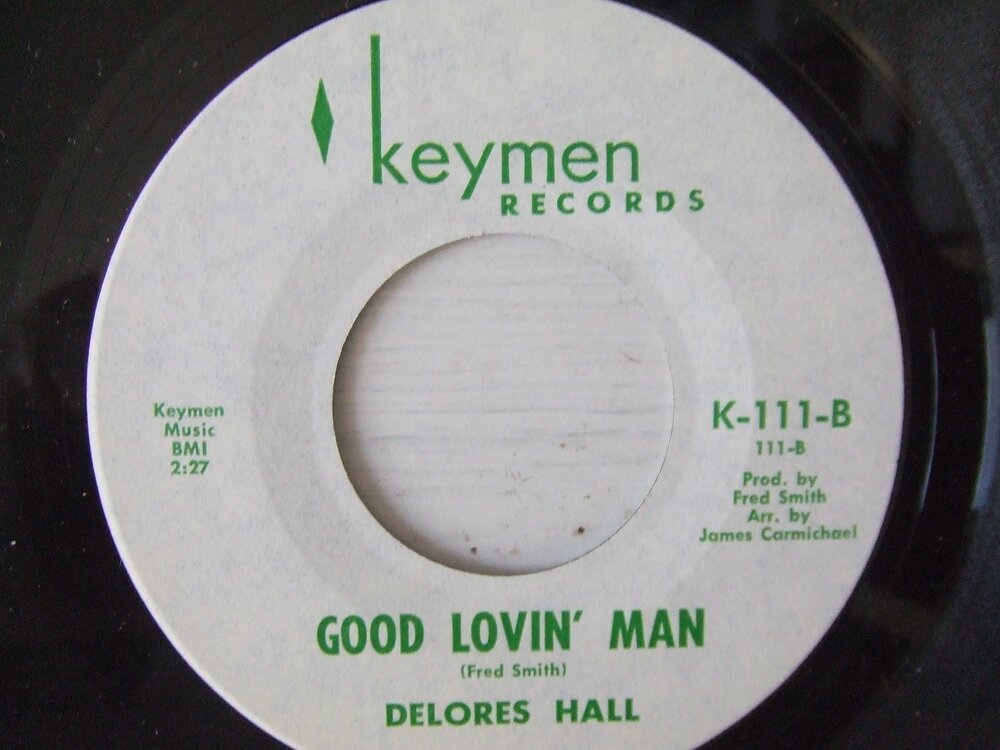 keymen
RECORDS
Keymen
Music
BMI
2:27
K-111-B
111-B
Prod. by
Fred Smith
Arr. by
James Carmichael
GOOD LOVIN' MAN
(Fred Smith)
DELORES HALL